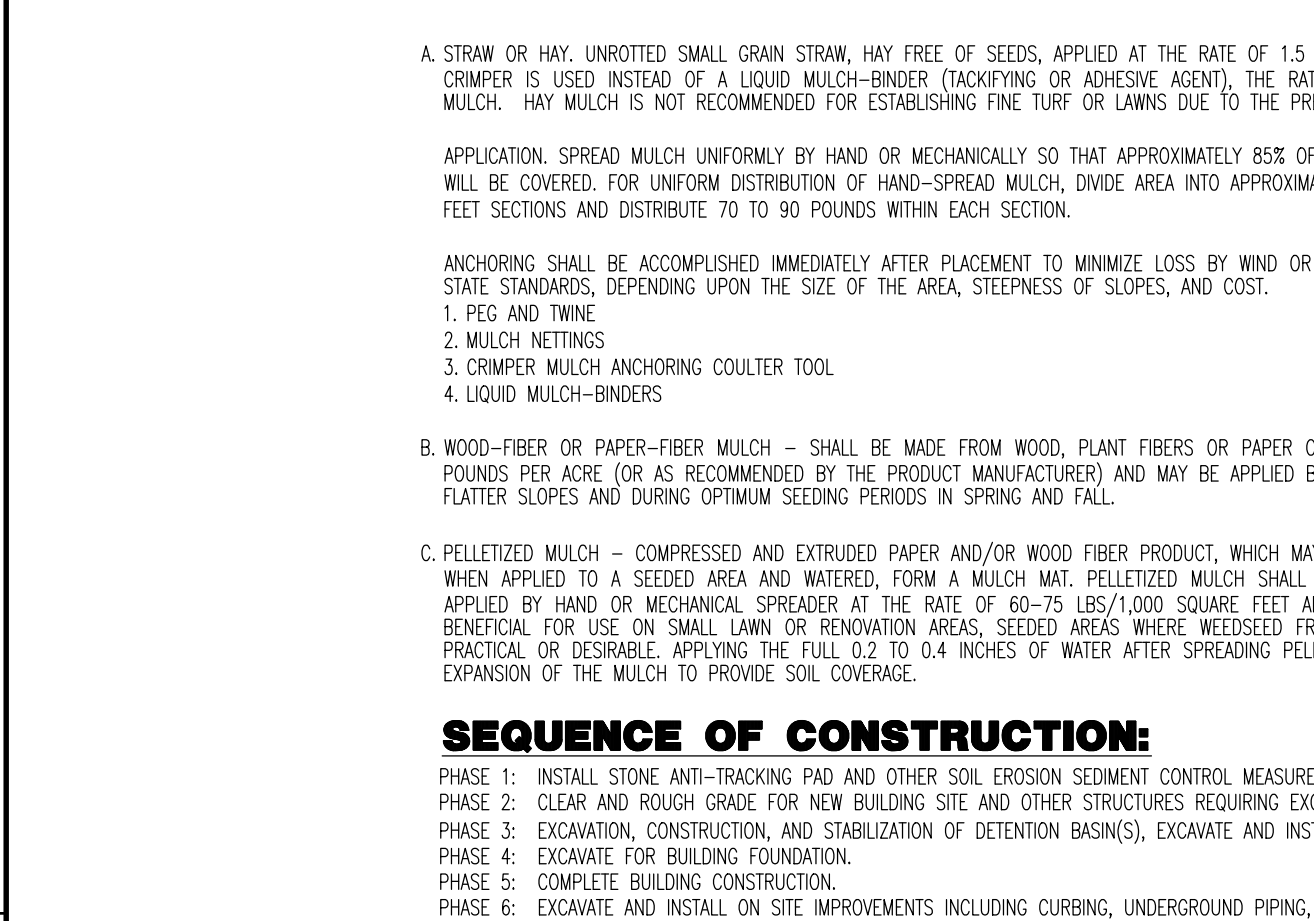 A. STRAW OR HAY. UNROTTED SMALL GRAIN STRAW, HAY FREE OF SEEDS, APPLIED AT THE RATE OF 1.5
CRIMPER IS USED INSTEAD OF A LIQUID MULCH-BINDER (TACKIFYING OR ADHESIVE AGENT), THE
MULCH. HAY MULCH IS NOT RECOMMENDED FOR ESTABLISHING FINE TURF OR LAWNS DUE TO THE
APPLICATION. SPREAD MULCH UNIFORMLY BY HAND OR MECHANICALLY SO THAT APPROXIMATELY 85% OF
WILL BE COVERED. FOR UNIFORM DISTRIBUTION OF HAND-SPREAD MULCH, DIVIDE AREA INTO
FEET SECTIONS AND DISTRIBUTE 70 TO 90 POUNDS WITHIN EACH SECTION.
ANCHORING SHALL BE ACCOMPLISHED IMMEDIATELY AFTER PLACEMENT TO MINIMIZE LOSS BY WIND OR
STATE STANDARDS, DEPENDING UPON THE SIZE OF THE AREA, STEEPNESS OF SLOPES, AND COST.
1. PEG AND TWINE
2. MULCH NETTINGS
3. CRIMPER MULCH ANCHORING COULTER TOOL
4. LIQUID MULCH-BINDERS
B. WOOD-FIBER OR PAPER-FIBER MULCH - SHALL BE MADE FROM WOOD, PLANT FIBERS OR PAPER
POUNDS PER ACRE (OR AS RECOMMENDED BY THE PRODUCT MANUFACTURER) AND MAY BE APPLIED
FLATTER SLOPES AND DURING OPTIMUM SEEDING PERIODS IN SPRING AND FALL.
C. PELLETIZED MULCH - COMPRESSED AND EXTRUDED PAPER AND/OR WOOD FIBER PRODUCT, WHICH MAY
WHEN APPLIED TO A SEEDED AREA AND WATERED, FORM A MULCH MAT. PELLETIZED MULCH SHALL
APPLIED BY HAND OR MECHANICAL SPREADER AT THE RATE OF 60-75 LBS/1,000 SQUARE FEET
BENEFICIAL FOR USE ON SMALL LAWN OR RENOVATION AREAS, SEEDED AREAS WHERE WEEDSEED
PRACTICAL OR DESIRABLE. APPLYING THE FULL 0.2 TO 0.4 INCHES OF WATER AFTER SPREADING
EXPANSION OF THE MULCH TO PROVIDE SOIL COVERAGE.
SEQUENCE OF CONSTRUCTION:
PHASE 1: INSTALL STONE ANTI-TRACKING PAD AND OTHER SOIL EROSION SEDIMENT CONTROL MEASURE
PHASE 2: CLEAR AND ROUGH GRADE FOR NEW BUILDING SITE AND OTHER STRUCTURES REQUIRING
PHASE 3: EXCAVATION, CONSTRUCTION, AND STABILIZATION OF DETENTION BASIN(S), EXCAVATE AND
PHASE 4: EXCAVATE FOR BUILDING FOUNDATION.
PHASE 5: COMPLETE BUILDING CONSTRUCTION.
PHASE 6: EXCAVATE AND INSTALL ON SITE IMPROVEMENTS INCLUDING CURBING, UNDERGROUND PIPING,